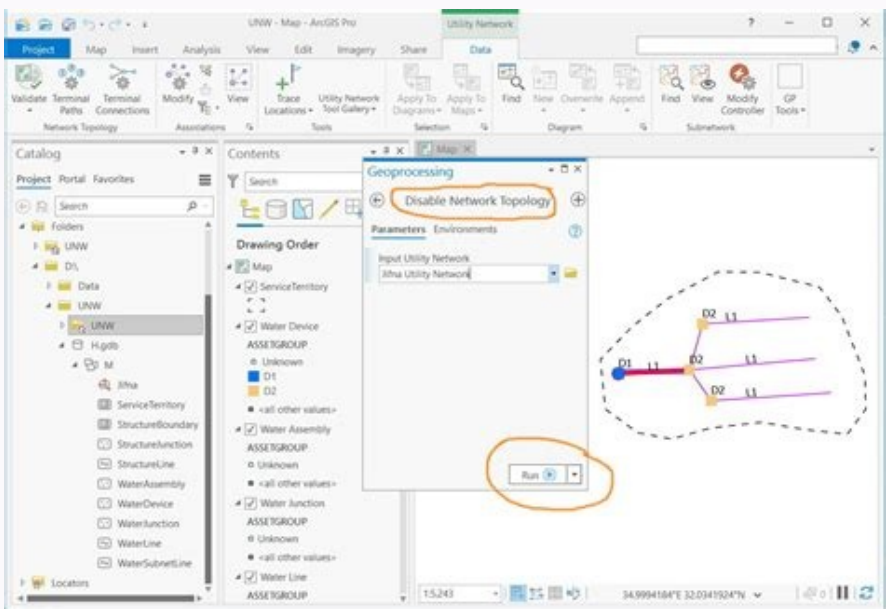 UNW - Map - ArcGIS Pro
Utility Network
?
Project Map Insert Analysis View Edit Imagery Share Data
Validate
Terminal Paths
Terminal Connections
Modify
View
Trace Locations
Utility Network Tool Gallery
Apply To Diagrams
Apply To Maps
Find
New
Overwrite
Append
Find
View
Modify Controller
GP Tools
Network Topology
Associations
Tools
Selection
Diagram
Subnetwork
Catalog
Project Portal Favorites
Search
Folders
UNW
D:\
Data
UNW
UNW
H.gdb
M
Jifna
ServiceTerritory
StructureBoundary
StructureJunction
StructureLine
WaterAssembly
WaterDevice
WaterJunction
WaterLine
WaterSubnetLine
Locators
Contents
Search
Drawing Order
Map
ServiceTerritory
Water Device
ASSETGROUP
Unknown
D1
D2
<all other values>
Water Assembly
ASSETGROUP
Unknown
<all other values>
Water Junction
ASSETGROUP
Unknown
<all other values>
Water Line
ASSETGROUP
Map
Geoprocessing
Disable Network Topology
Parameters Environments
Input Utility Network
Jifna Utility Network
Run
D2 L1
D1 L1 D2 L1
D2 L1
1:5,243
34.9994184°E 32.0341924°N
0